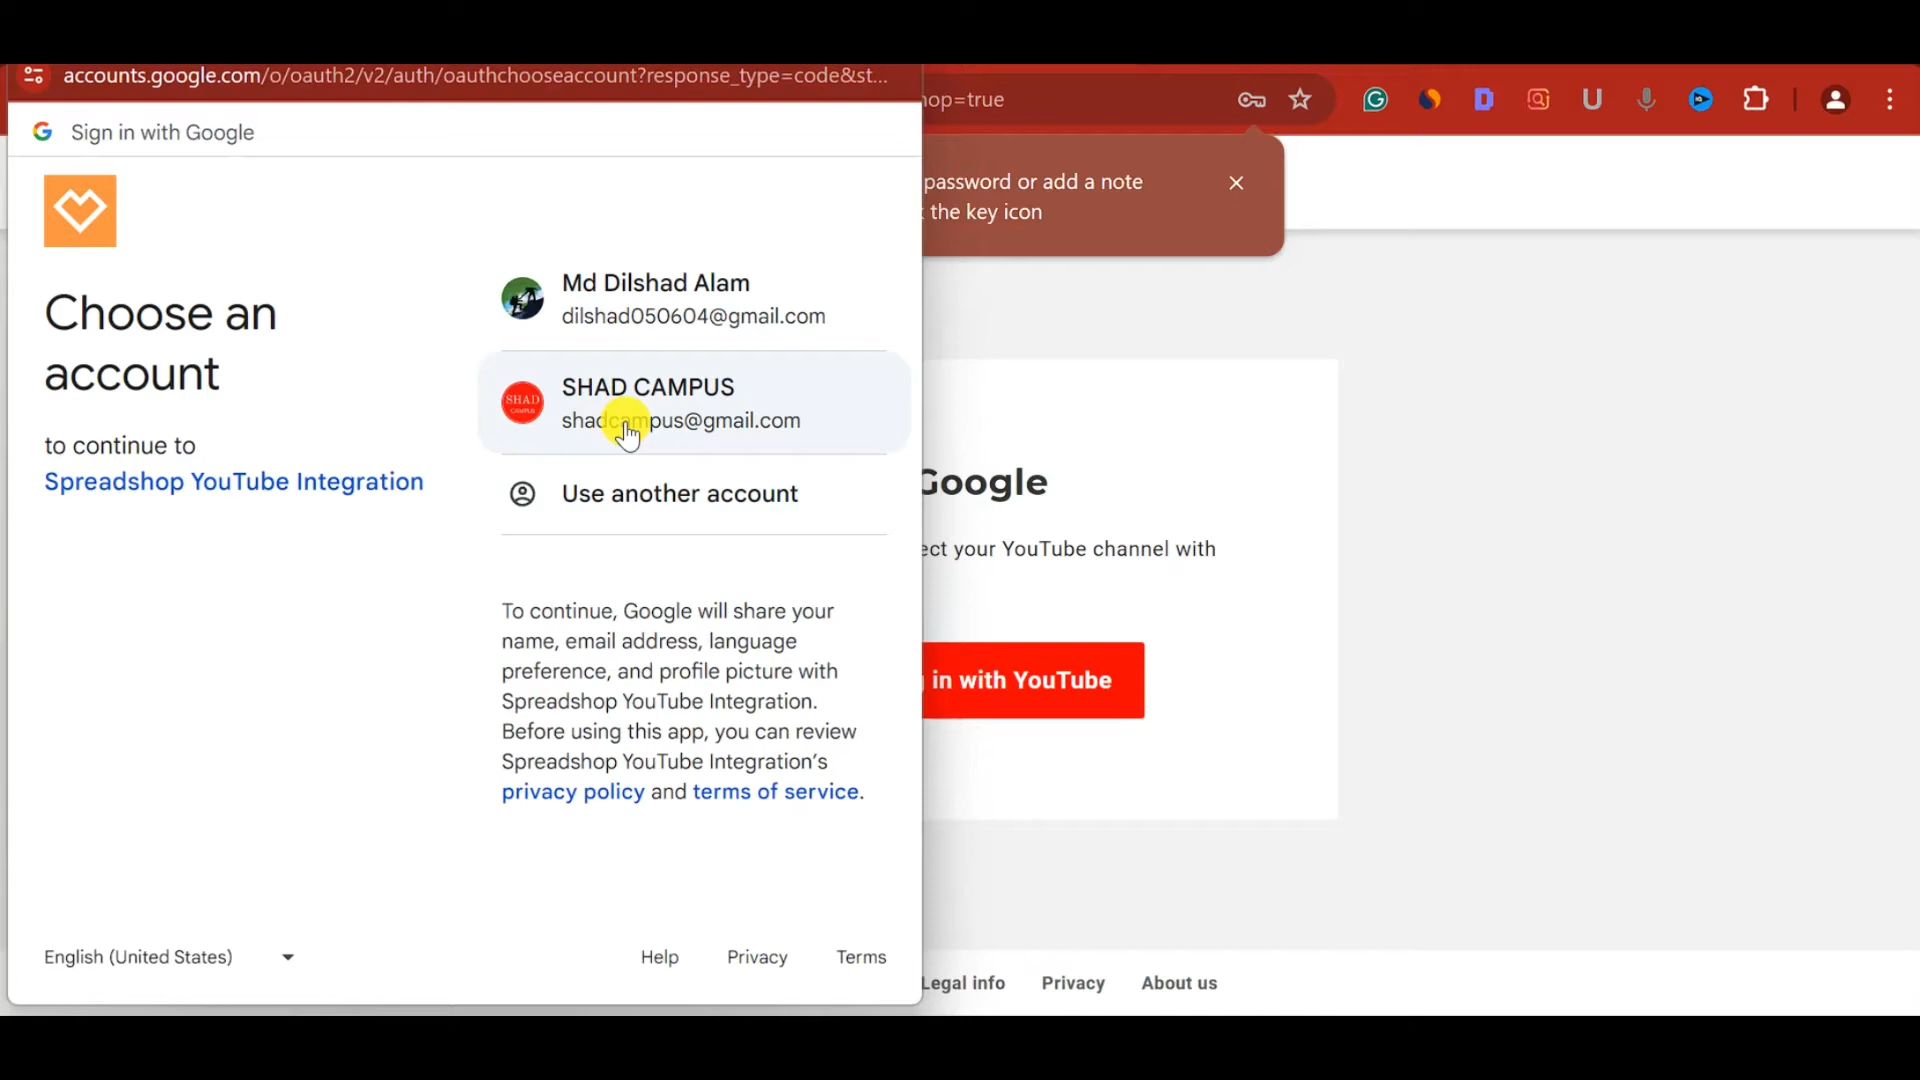 accounts.google.com/o/oauth2/v2/auth/oauthchooseaccount?response_type=code&st...
hop=true
Sign in with Google
password or add a note
the key icon
Choose an
account
to continue to
Spreadshop YouTube Integration
Md Dilshad Alam
dilshad050604@gmail.com
SHAD
CAMPUS
SHAD CAMPUS
shadcampus@gmail.com
Use another account
To continue, Google will share your
name, email address, language
preference, and profile picture with
Spreadshop YouTube Integration.
Before using this app, you can review
Spreadshop YouTube Integration's
privacy policy and terms of service.
English (United States)
Help
Privacy
Terms
Google
ect your YouTube channel with
in with YouTube
Legal info
Privacy
About us